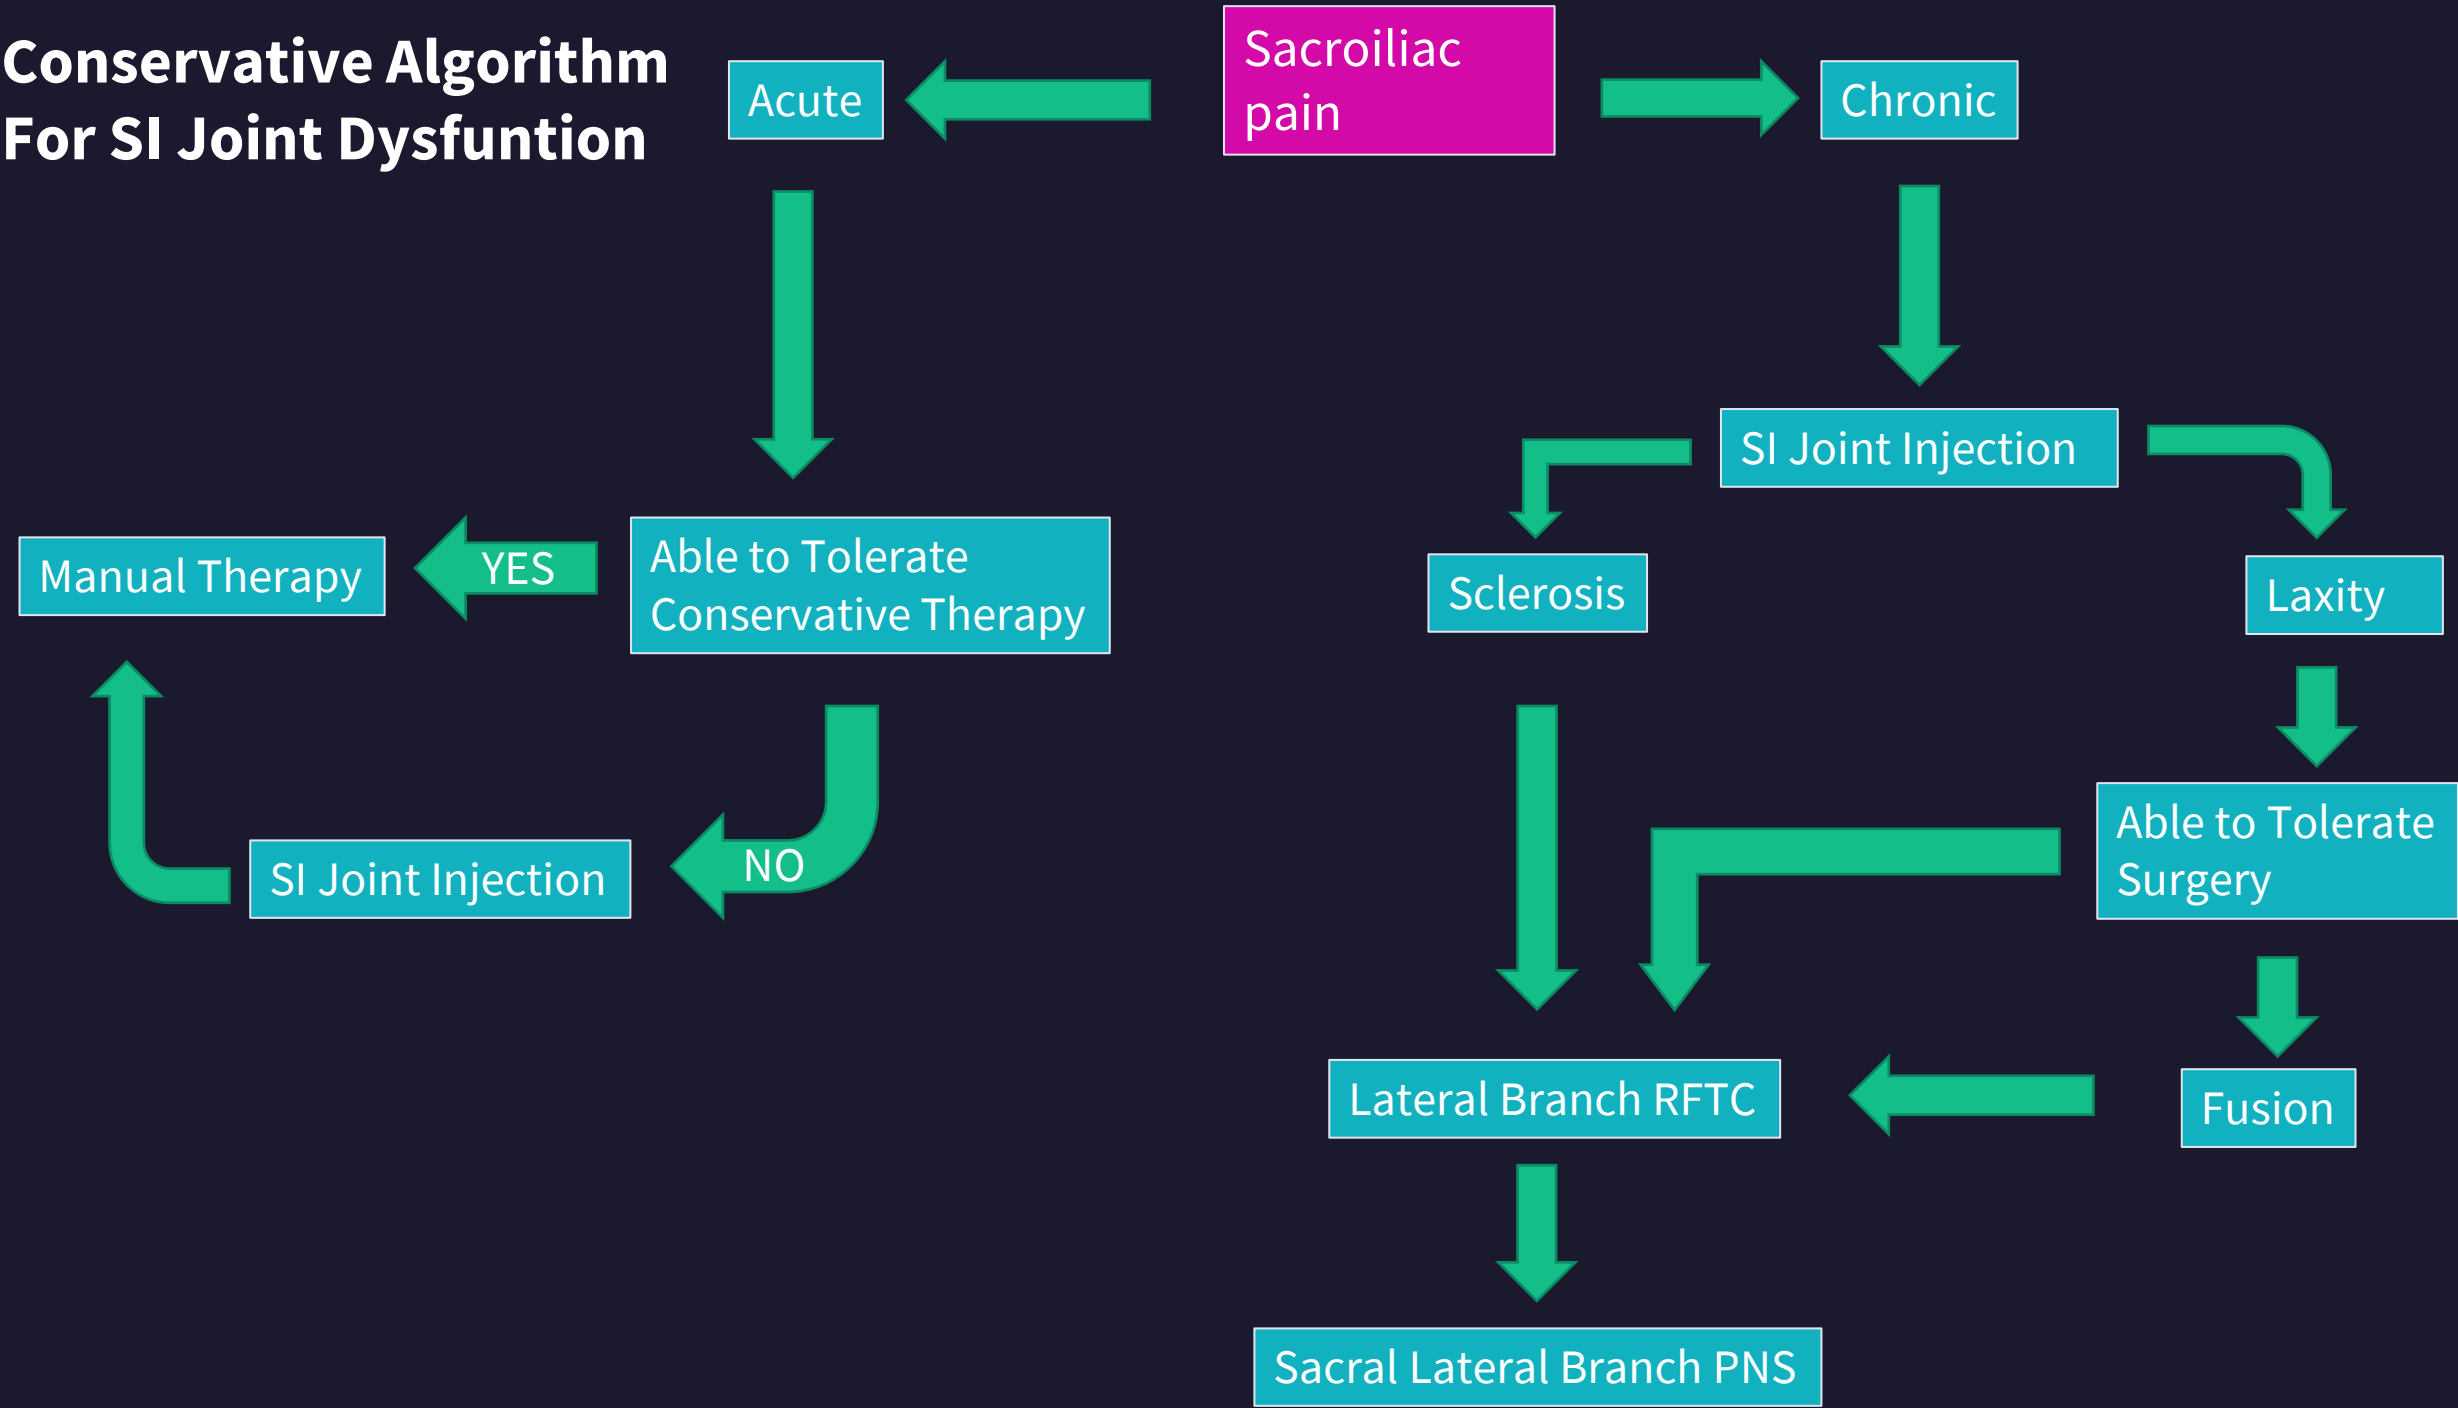 Conservative Algorithm
For SI Joint Dysfuntion
Sacroiliac
pain
Acute
Chronic
SI Joint Injection
Able to Tolerate
Conservative Therapy
YES
Manual Therapy
NO
SI Joint Injection
Sclerosis
Laxity
Able to Tolerate
Surgery
Lateral Branch RFTC
Fusion
Sacral Lateral Branch PNS